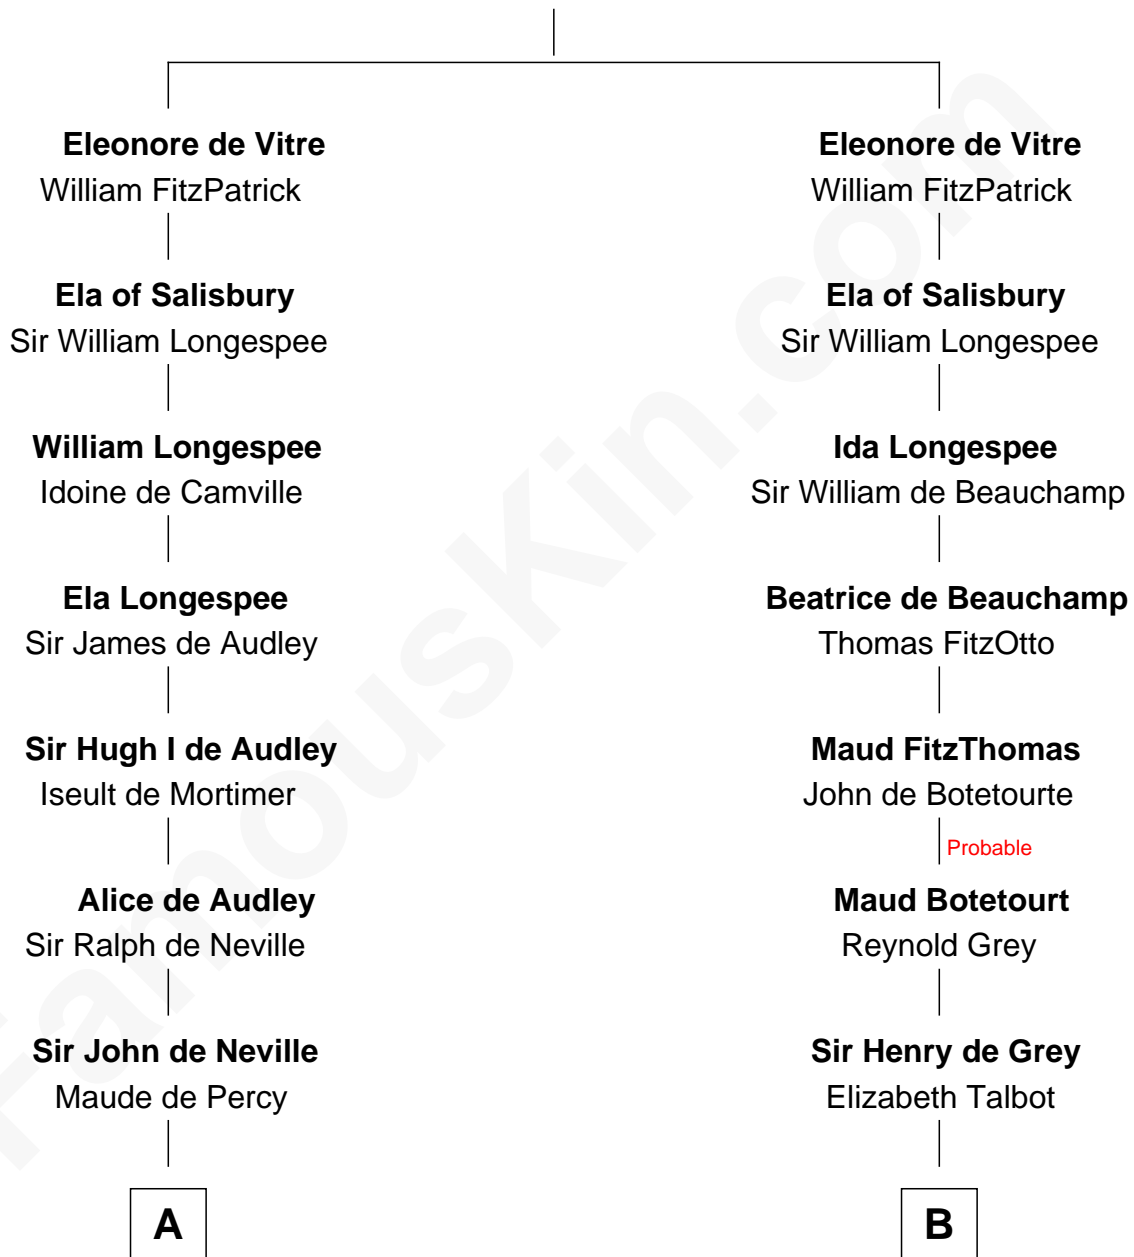 Eleonore de Vitre
William FitzPatrick
Ela of Salisbury
Sir William Longespee
William Longespee
Idoine de Camville
Ela Longespee
Sir James de Audley
Sir Hugh I de Audley
Iseult de Mortimer
Alice de Audley
Sir Ralph de Neville
Sir John de Neville
Maude de Percy
A
Eleonore de Vitre
William FitzPatrick
Ela of Salisbury
Sir William Longespee
Ida Longespee
Sir William de Beauchamp
Beatrice de Beauchamp
Thomas FitzOtto
Maud FitzThomas
John de Botetourte
Probable
Maud Botetourt
Reynold Grey
Sir Henry de Grey
Elizabeth Talbot
B
FamousKin.com